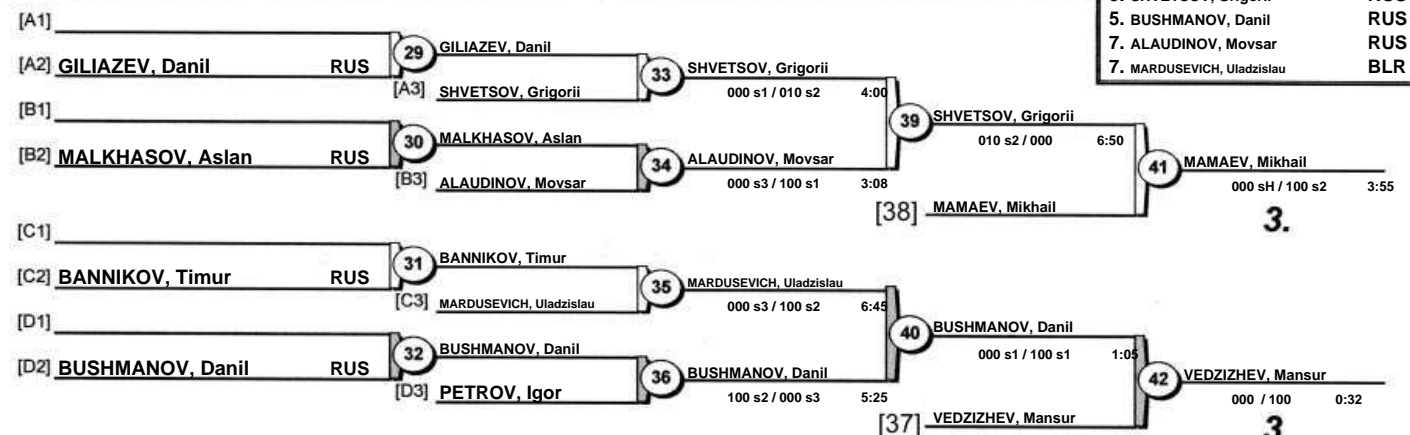 5. BUSHMANOV, Danil RUS
7. ALAUDINOV, Movsar RUS
7. MARDUSEVICH, Uladzislau BLR
[A1]
[A2] GILIAZEV, Danil RUS
29 GILIAZEV, Danil
[A3] SHVETSOV, Grigorii
33 SHVETSOV, Grigorii
000 s1 / 010 s2 4:00
[B1]
[B2] MALKHASOV, Aslan RUS
30 MALKHASOV, Aslan
[B3] ALAUDINOV, Movsar
34 ALAUDINOV, Movsar
000 s3 / 100 s1 3:08
39 SHVETSOV, Grigorii
010 s2 / 000 6:50
[38] MAMAEV, Mikhail
41 MAMAEV, Mikhail
000 sH / 100 s2 3:55
3.
[C1]
[C2] BANNIKOV, Timur RUS
31 BANNIKOV, Timur
[C3] MARDUSEVICH, Uladzislau
35 MARDUSEVICH, Uladzislau
000 s3 / 100 s2 6:45
[D1]
[D2] BUSHMANOV, Danil RUS
32 BUSHMANOV, Danil
[D3] PETROV, Igor
36 BUSHMANOV, Danil
100 s2 / 000 s3 5:25
40 BUSHMANOV, Danil
000 s1 / 100 s1 1:05
[37] VEDZIZHEV, Mansur
42 VEDZIZHEV, Mansur
000 / 100 0:32
3